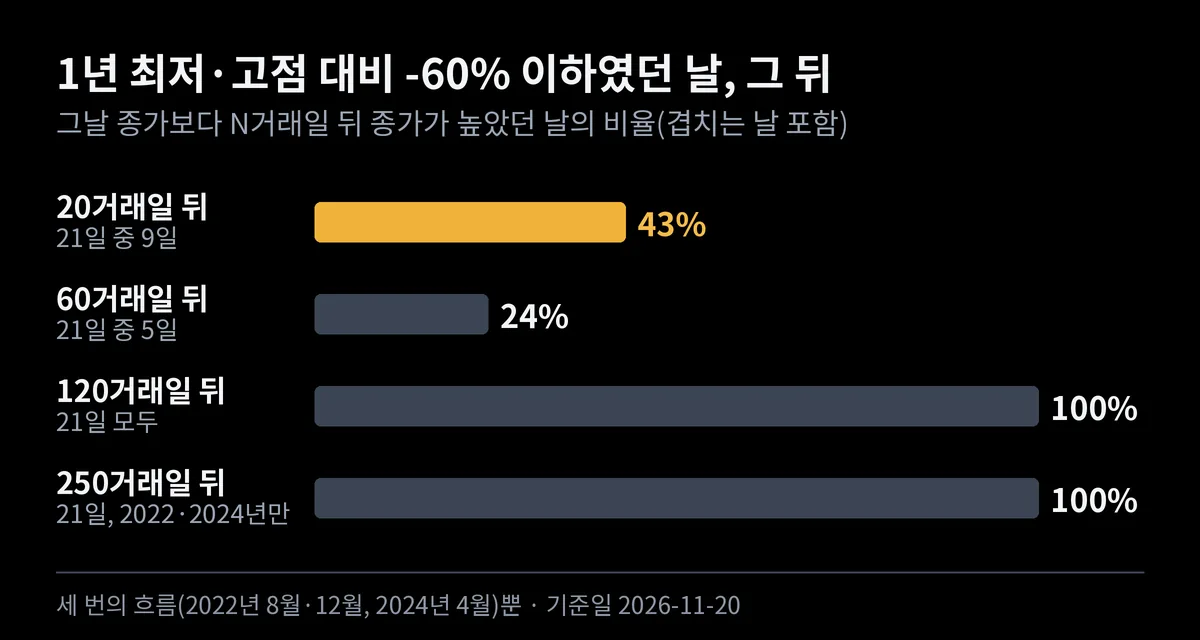 1년 최저·고점 대비 -60% 이하였던 날, 그 뒤
그날 종가보다 N거래일 뒤 종가가 높았던 날의 비율(겹치는 날 포함)
20거래일 뒤
21일 중 9일
43%
60거래일 뒤
21일 중 5일
24%
120거래일 뒤
21일 모두
100%
250거래일 뒤
21일, 2022·2024년만
100%
세 번의 흐름(2022년 8월·12월, 2024년 4월)뿐 · 기준일 2026-11-20